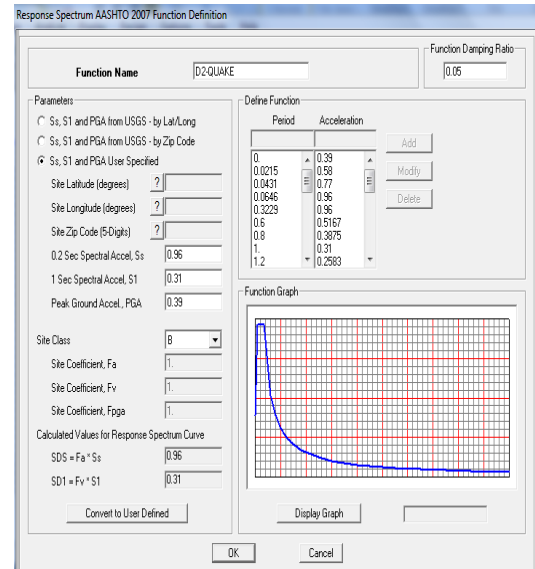 Response Spectrum AASHTO 2007 Function Definition
Function Name
D2-QUAKE
Function Damping Ratio
0.05
Parameters
Ss, S1 and PGA from USGS - by Lat/Long
Ss, S1 and PGA from USGS - by Zip Code
Ss, S1 and PGA User Specified
Site Latitude (degrees) ?
Site Longitude (degrees) ?
Site Zip Code (5-Digits) ?
0.2 Sec Spectral Accel, Ss 0.96
1 Sec Spectral Accel, S1 0.31
Peak Ground Accel., PGA 0.39
Site Class B
Site Coefficient, Fa 1.
Site Coefficient, Fv 1.
Site Coefficient, Fpga 1.
Calculated Values for Response Spectrum Curve
SDS = Fa * Ss 0.96
SD1 = Fv * S1 0.31
Convert to User Defined
Define Function
Period Acceleration
0. 0.39
0.0215 0.58
0.0431 0.77
0.0646 0.96
0.3229 0.96
0.6 0.5167
0.8 0.3875
1. 0.31
1.2 0.2583
Add
Modify
Delete
Function Graph
Display Graph
OK Cancel